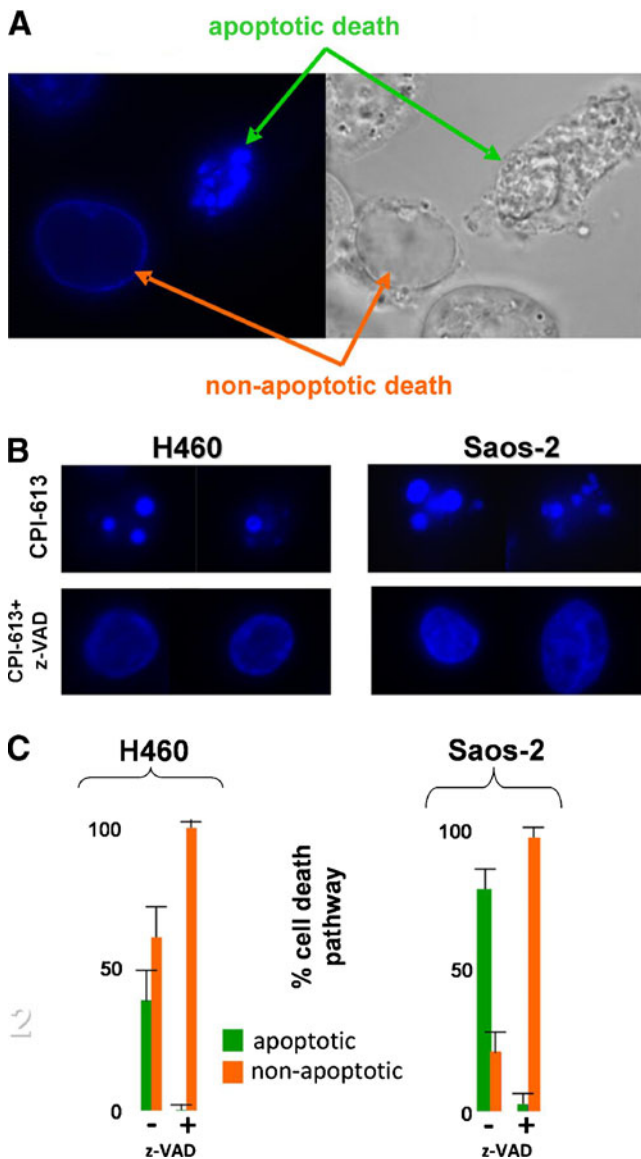 A
apoptotic death
non-apoptotic death
B
H460
Saos-2
CPI-613
CPI-613+
z-VAD
C
H460
Saos-2
100
50
0
- +
z-VAD
% cell death
pathway
apoptotic
non-apoptotic
100
50
0
- +
z-VAD
2